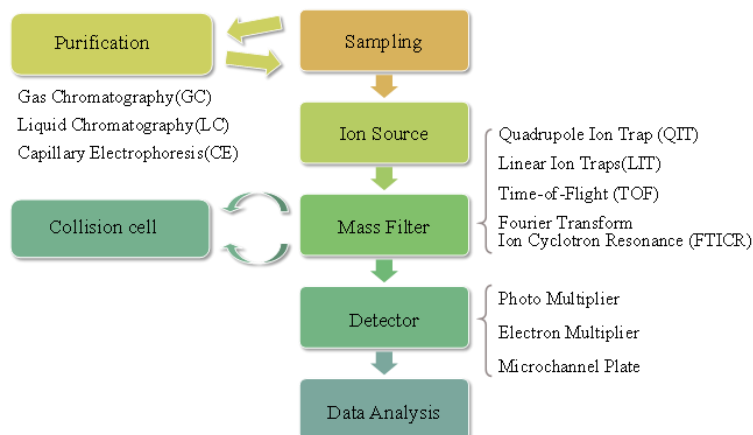 Purification
Sampling
Gas Chromatography(GC)
Liquid Chromatography(LC)
Capillary Electrophoresis(CE)
Ion Source
Quadrupole Ion Trap (QIT)
Linear Ion Traps(LIT)
Time-of-Flight (TOF)
Fourier Transform
Ion Cyclotron Resonance (FTICR)
Collision cell
Mass Filter
Detector
Photo Multiplier
Electron Multiplier
Microchannel Plate
Data Analysis